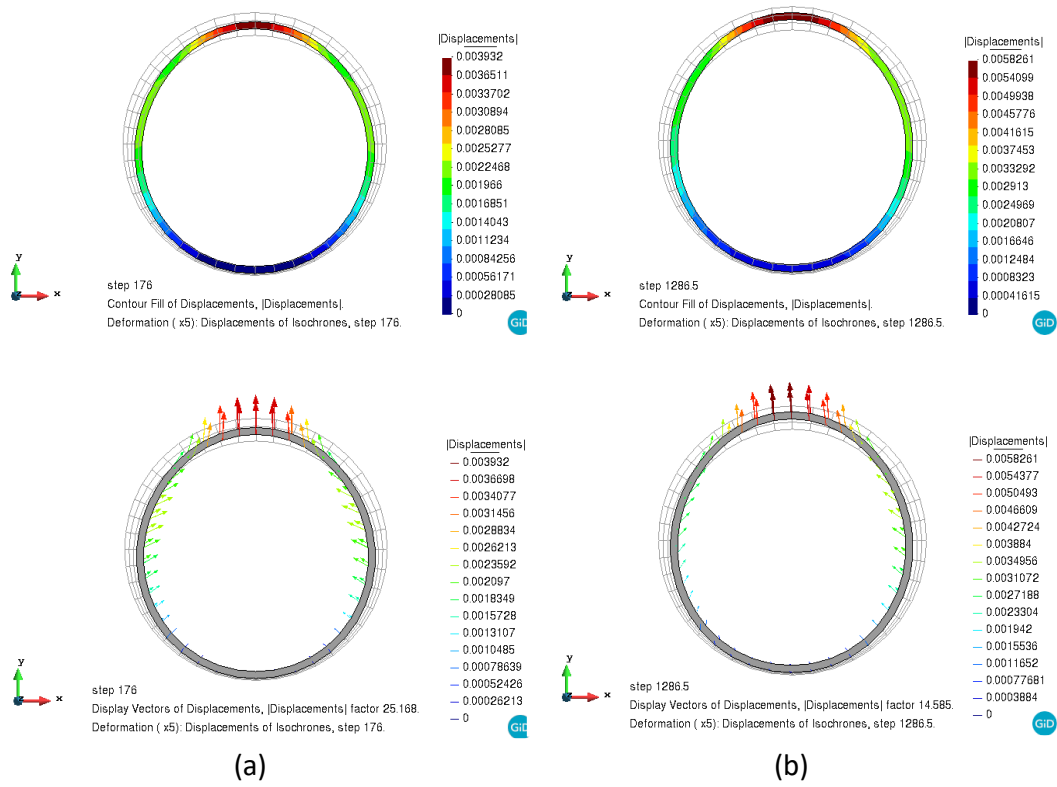 |Displacements|
0.003932
0.0036511
0.0033702
0.0030894
0.0028085
0.0025277
0.0022468
0.001966
0.0016851
0.0014043
0.0011234
0.00084256
0.00056171
0.00028085
0
y
x
step 176
Contour Fill of Displacements, |Displacements|.
Deformation ( x5): Displacements of Isochrones, step 176.
GiD
|Displacements|
0.0058261
0.0054099
0.0049938
0.0045776
0.0041615
0.0037453
0.0033292
0.002913
0.0024969
0.0020807
0.0016646
0.0012484
0.0008323
0.00041615
0
y
x
step 1286.5
Contour Fill of Displacements, |Displacements|.
Deformation ( x5): Displacements of Isochrones, step 1286.5.
GiD
|Displacements|
0.003932
0.0036698
0.0034077
0.0031456
0.0028834
0.0026213
0.0023592
0.002097
0.0018349
0.0015728
0.0013107
0.0010485
0.00078639
0.00052426
0.00026213
0
y
x
step 176
Display Vectors of Displacements, |Displacements| factor 25.168.
Deformation ( x5): Displacements of Isochrones, step 176.
GiD
|Displacements|
0.0058261
0.0054377
0.0050493
0.0046609
0.0042724
0.003884
0.0034956
0.0031072
0.0027188
0.0023304
0.001942
0.0015536
0.0011652
0.00077681
0.0003884
0
y
x
step 1286.5
Display Vectors of Displacements, |Displacements| factor 14.585.
Deformation ( x5): Displacements of Isochrones, step 1286.5.
GiD
(a)
(b)